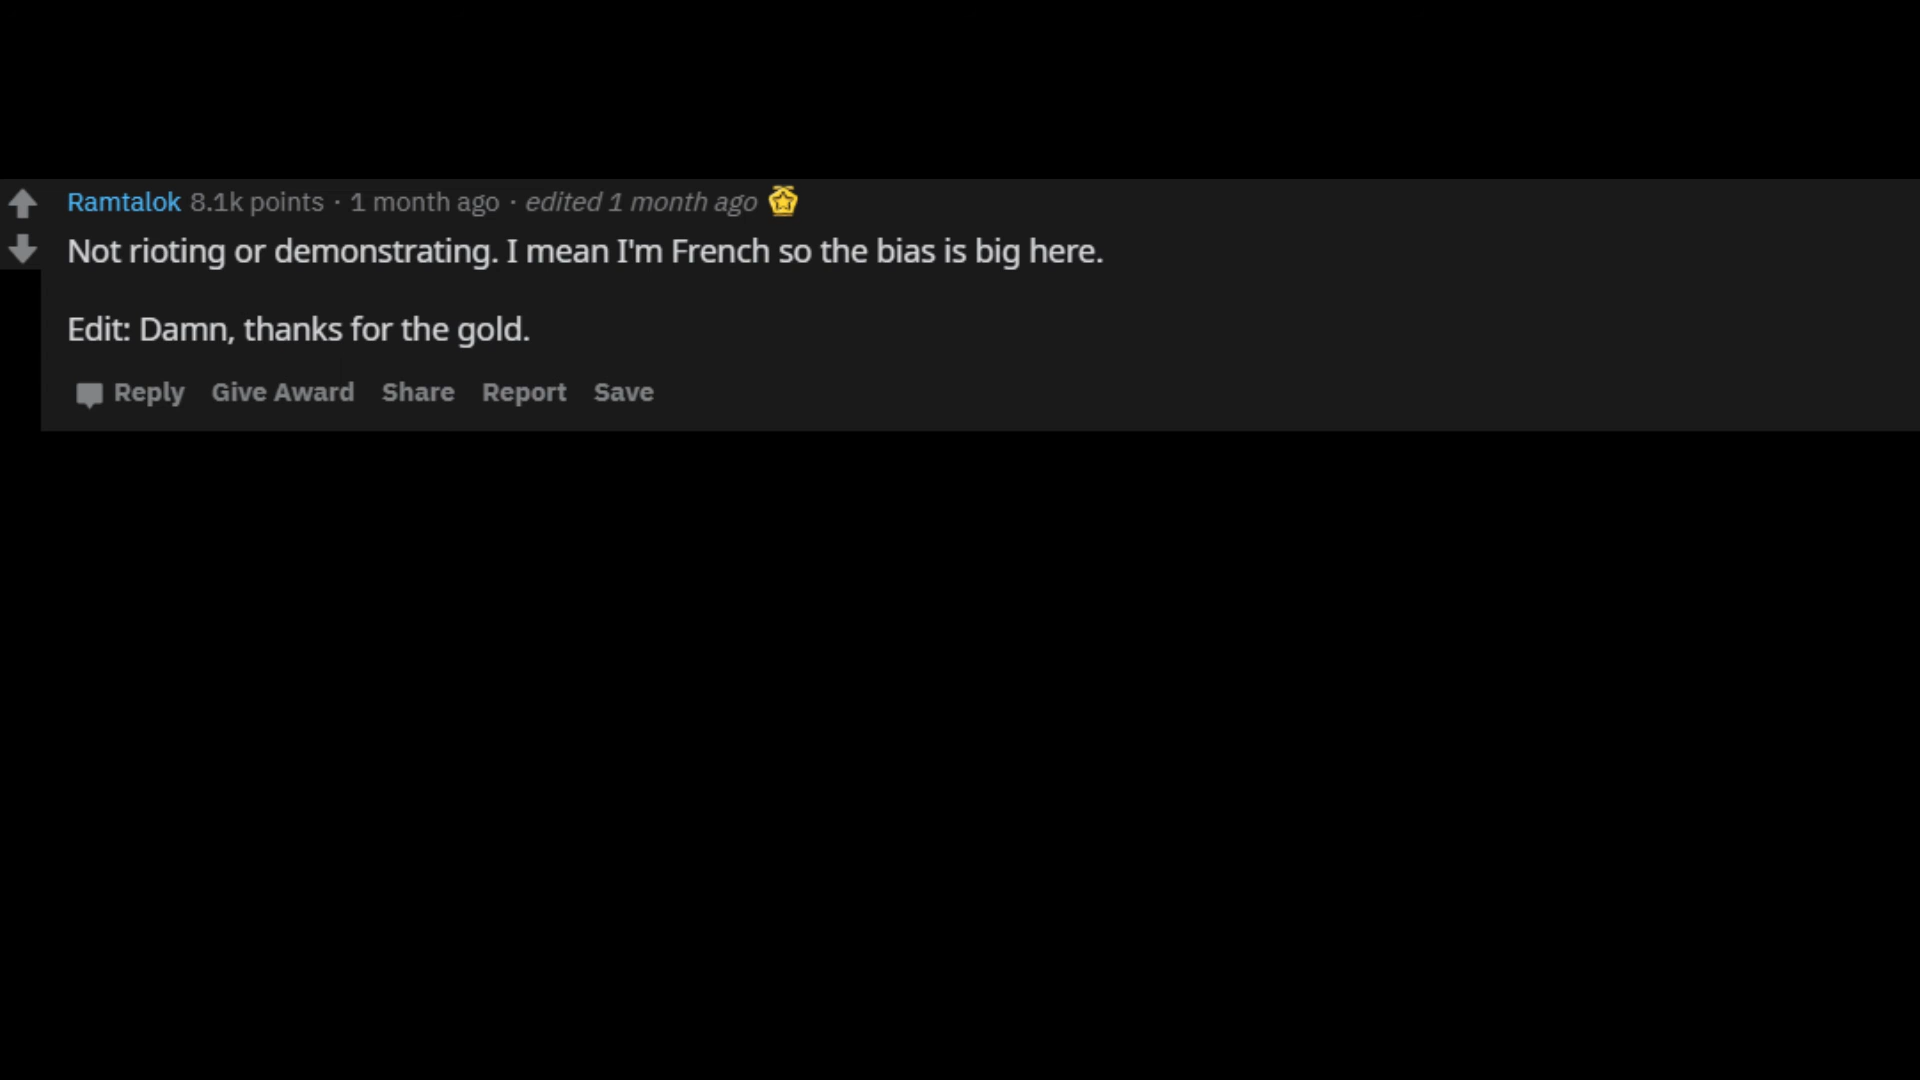 Ramtalok 8.1k points · 1 month ago · edited 1 month ago
Not rioting or demonstrating. I mean I'm French so the bias is big here.
Edit: Damn, thanks for the gold.
Reply Give Award Share Report Save